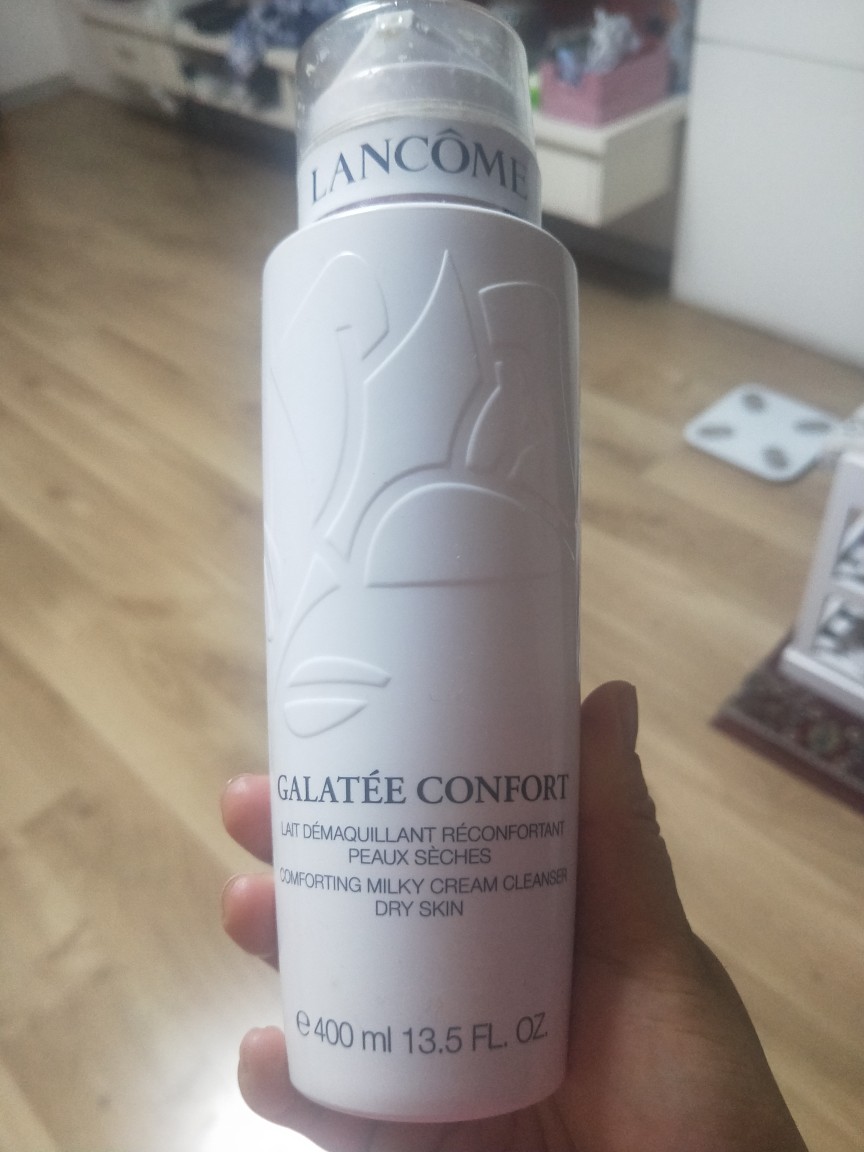 LANCÔME
GALATÉE CONFORT
LAIT DÉMAQUILLANT RÉCONFORTANT
PEAUX SÈCHES
COMFORTING MILKY CREAM CLEANSER
DRY SKIN
℮ 400 ml 13.5 FL. OZ.